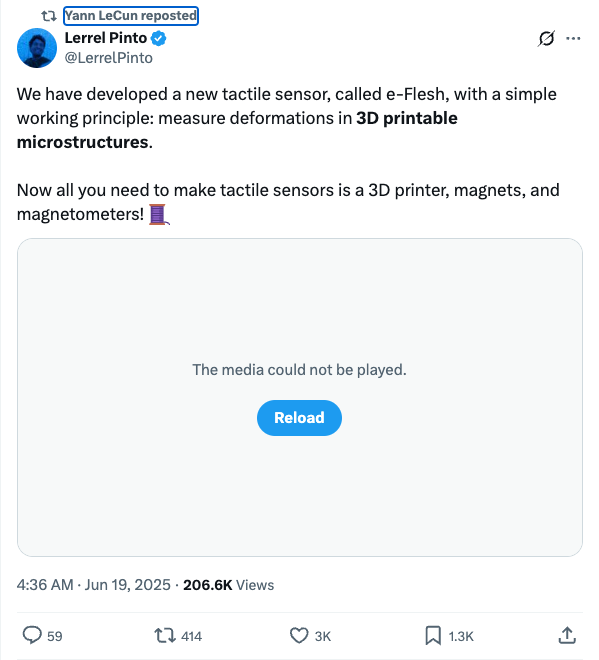 Yann LeCun reposted
Lerrel Pinto
@LerrelPinto
We have developed a new tactile sensor, called e-Flesh, with a simple
working principle: measure deformations in 3D printable
microstructures.
Now all you need to make tactile sensors is a 3D printer, magnets, and
magnetometers! 🧵
The media could not be played.
Reload
4:36 AM · Jun 19, 2025 · 206.6K Views
59 414 3K 1.3K